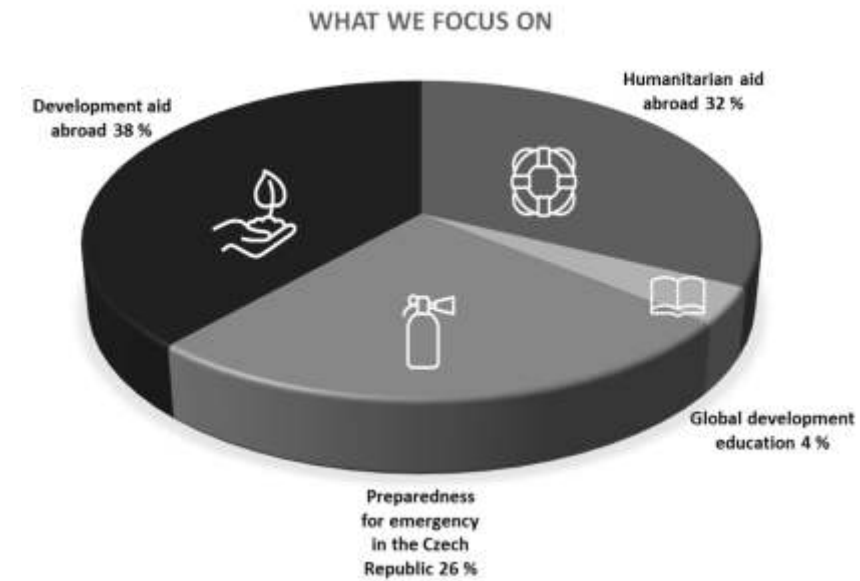 WHAT WE FOCUS ON
Humanitarian aid
abroad 32 %
Development aid
abroad 38 %
Global development
education 4 %
Preparedness
for emergency
in the Czech
Republic 26 %